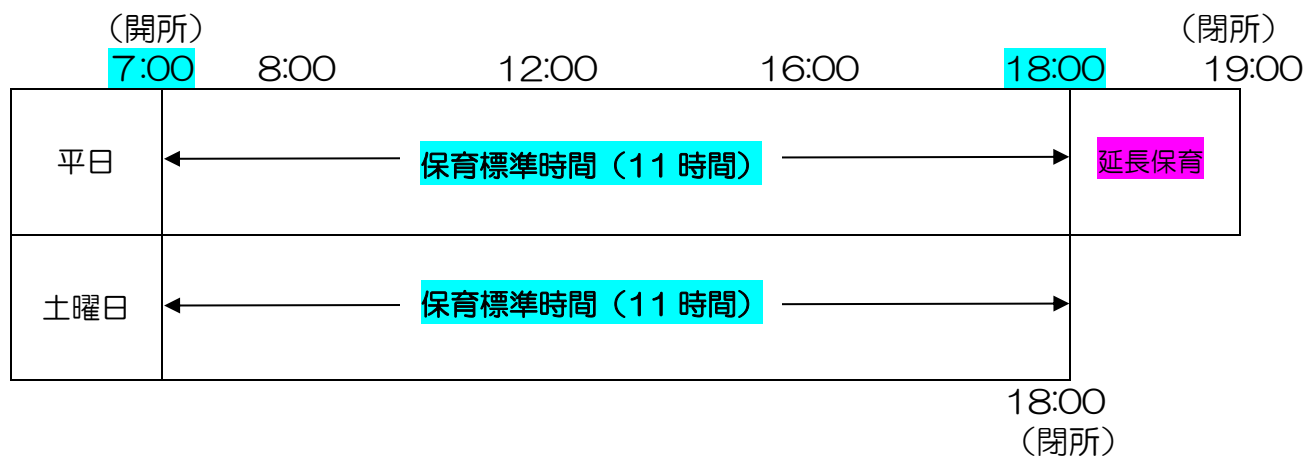 （開所） （閉所）
7:00 8:00 12:00 16:00 18:00 19:00
平日 保育標準時間（11 時間） 延長保育
土曜日 保育標準時間（11 時間）
18:00
（閉所）